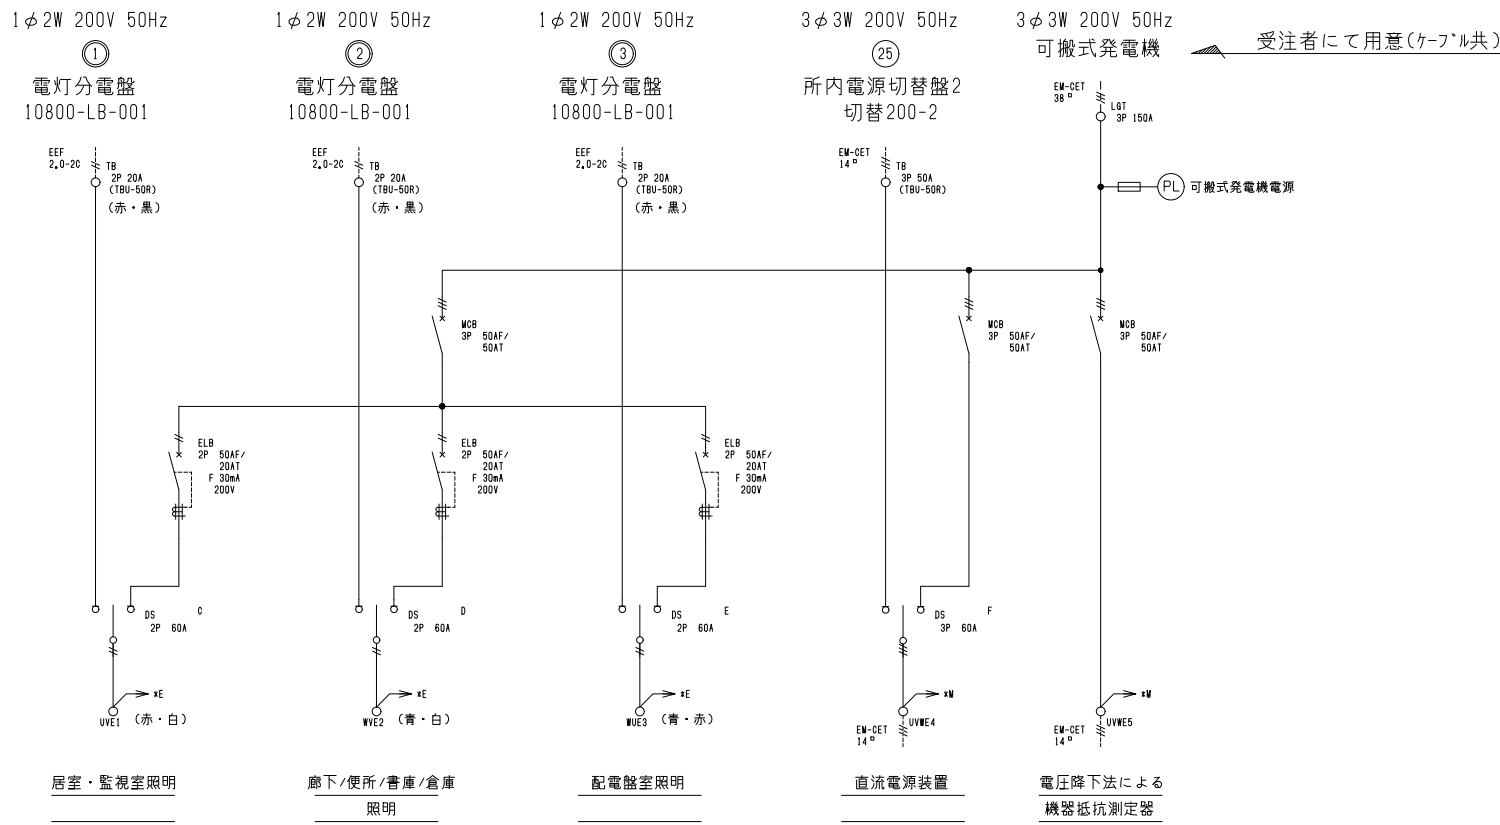 1φ2W 200V 50Hz
①
電灯分電盤
10800-LB-001
EEF
2.0-2C
TB
2P 20A
(TBU-50R)
(赤・黒)
1φ2W 200V 50Hz
②
電灯分電盤
10800-LB-001
EEF
2.0-2C
TB
2P 20A
(TBU-50R)
(赤・黒)
1φ2W 200V 50Hz
③
電灯分電盤
10800-LB-001
EEF
2.0-2C
TB
2P 20A
(TBU-50R)
(赤・黒)
3φ3W 200V 50Hz
㉕
所内電源切替盤2
切替200-2
EM-CET
14□
TB
3P 50A
(TBU-50R)
3φ3W 200V 50Hz
可搬式発電機
受注者にて用意(ｹｰﾌﾞﾙ共)
EM-CET
38□
LGT
3P 150A
PL 可搬式発電機電源
MCB
3P 50AF/
50AT
MCB
3P 50AF/
50AT
MCB
3P 50AF/
50AT
ELB
2P 50AF/
20AT
F 30mA
200V
ELB
2P 50AF/
20AT
F 30mA
200V
ELB
2P 50AF/
20AT
F 30mA
200V
DS C
2P 60A
DS D
2P 60A
DS E
2P 60A
DS F
3P 60A
*E
UVE1 (赤・白)
*E
WVE2 (青・白)
*E
WUE3 (青・赤)
*M
UVWE4
EM-CET
14□
*M
UVWE5
EM-CET
14□
居室・監視室照明
廊下/便所/書庫/倉庫
照明
配電盤室照明
直流電源装置
電圧降下法による
機器抵抗測定器